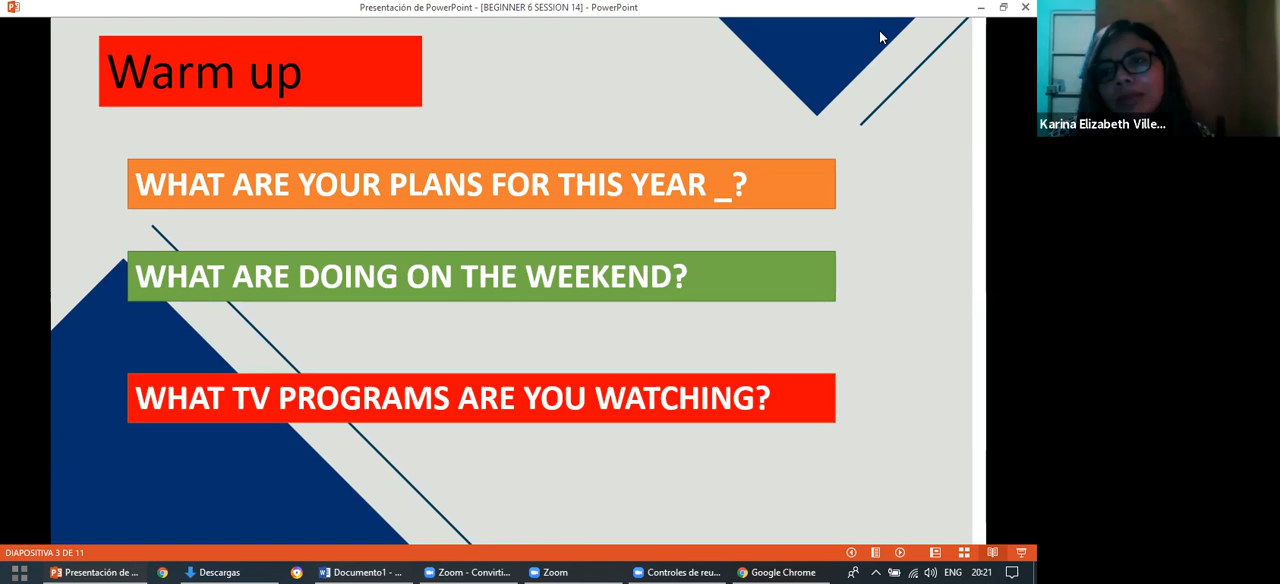 Presentación de PowerPoint - [BEGINNER 6 SESSION 14] - PowerPoint
Warm up
Karina Elizabeth Ville...
WHAT ARE YOUR PLANS FOR THIS YEAR _?
WHAT ARE DOING ON THE WEEKEND?
WHAT TV PROGRAMS ARE YOU WATCHING?
DIAPOSITIVA 3 DE 11
Presentación de ... Descargas Documento1 - ... Zoom - Converti... Zoom Controles de reu... Google Chrome ENG 20:21